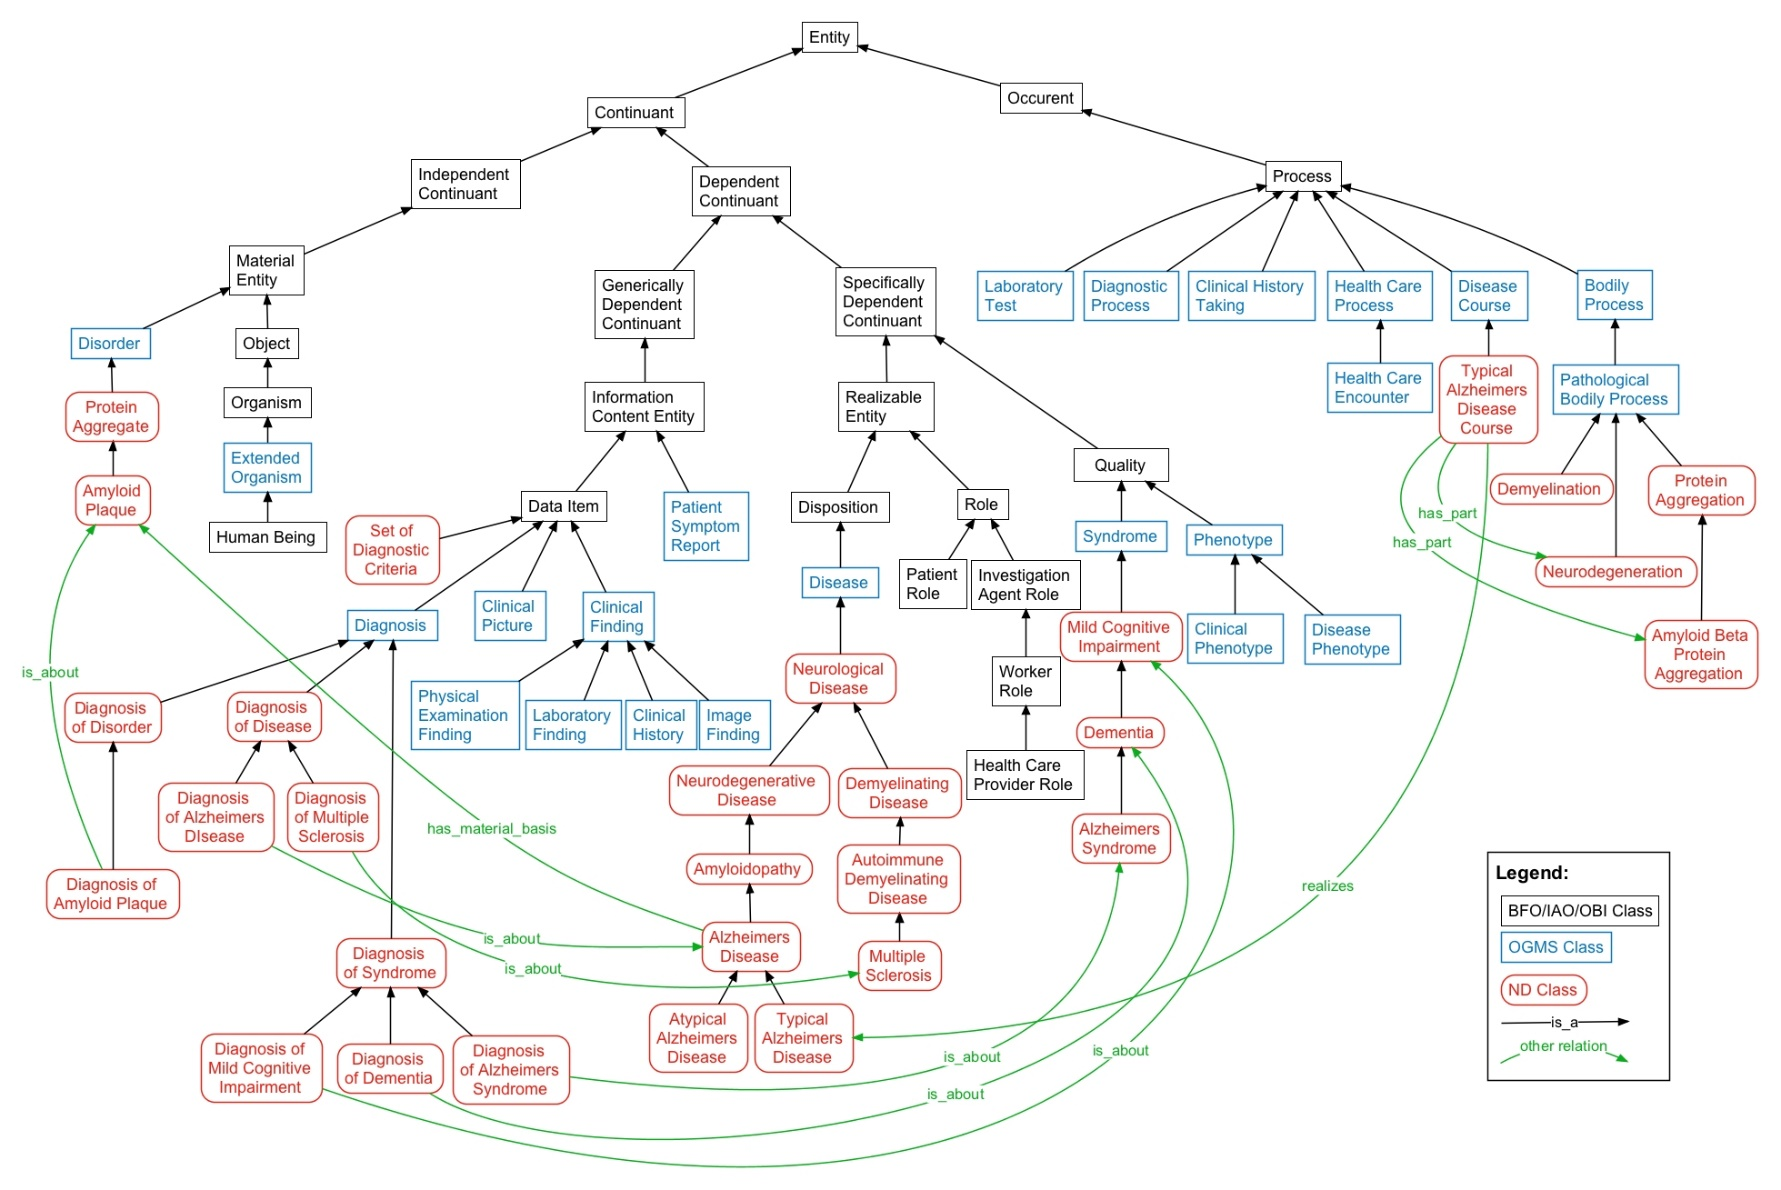 Entity
Occurent
Continuant
Independent
Continuant
Dependent
Continuant
Process
Material
Entity
Generically
Dependent
Continuant
Specifically
Dependent
Continuant
Laboratory
Test
Diagnostic
Process
Clinical History
Taking
Health Care
Process
Disease
Course
Bodily
Process
Disorder
Object
Organism
Extended
Organism
Human Being
Protein
Aggregate
Amyloid
Plaque
Information
Content Entity
Realizable
Entity
Health Care
Encounter
Typical
Alzheimers
Disease
Course
Pathological
Bodily Process
Quality
Demyelination
Protein
Aggregation
Set of
Diagnostic
Criteria
Data Item
Patient
Symptom
Report
Disposition
Role
Syndrome
Phenotype
has_part
has_part
Neurodegeneration
Disease
Patient
Role
Investigation
Agent Role
Diagnosis
Clinical
Picture
Clinical
Finding
Mild Cognitive
Impairment
Clinical
Phenotype
Disease
Phenotype
Amyloid Beta
Protein
Aggregation
is_about
Neurological
Disease
Worker
Role
Diagnosis
of Disorder
Diagnosis
of Disease
Physical
Examination
Finding
Laboratory
Finding
Clinical
History
Image
Finding
Dementia
Health Care
Provider Role
Neurodegenerative
Disease
Demyelinating
Disease
Diagnosis
of Alzheimers
DIsease
Diagnosis
of Multiple
Sclerosis
has_material_basis
Alzheimers
Syndrome
Amyloidopathy
Autoimmune
Demyelinating
Disease
Diagnosis of
Amyloid Plaque
realizes
is_about
is_about
Alzheimers
Disease
Multiple
Sclerosis
Diagnosis
of Syndrome
Atypical
Alzheimers
Disease
Typical
Alzheimers
Disease
Diagnosis of
Mild Cognitive
Impairment
Diagnosis
of Dementia
Diagnosis
of Alzheimers
Syndrome
is_about
is_about
is_about
Legend:
BFO/IAO/OBI Class
OGMS Class
ND Class
is_a
other relation